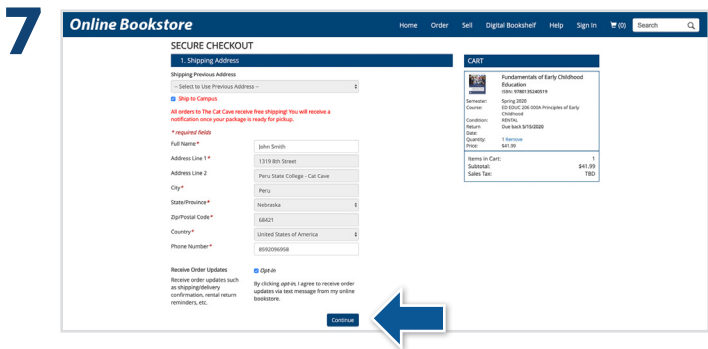 7
Online Bookstore
Home Order Sell Digital Bookshelf Help Sign In (0) Search
SECURE CHECKOUT
1. Shipping Address
Shipping Previous Address
-- Select to Use Previous Address --
Ship to Campus
All orders to The Cat Cave receive free shipping! You will receive a
notification once your package is ready for pickup.
* required fields
Full Name* John Smith
Address Line 1* 1319 8th Street
Address Line 2 Peru State College - Cat Cave
City* Peru
State/Province* Nebraska
Zip/Postal Code* 68421
Country* United States of America
Phone Number* 8592096958
Receive Order Updates Opt-in
Receive order updates such
as shipping/delivery
confirmation, rental return
reminders, etc.
By clicking opt-in, I agree to receive order
updates via text message from my online
bookstore.
Continue
CART
Fundamentals of Early Childhood
Education
ISBN: 9780135240519
Semester: Spring 2020
Course: ED EDUC 206 000A Principles of Early
Childhood
Condition: RENTAL
Return Due back 5/15/2020
Date:
Quantity: 1 Remove
Price: $41.99
Items in Cart: 1
Subtotal: $41.99
Sales Tax: TBD